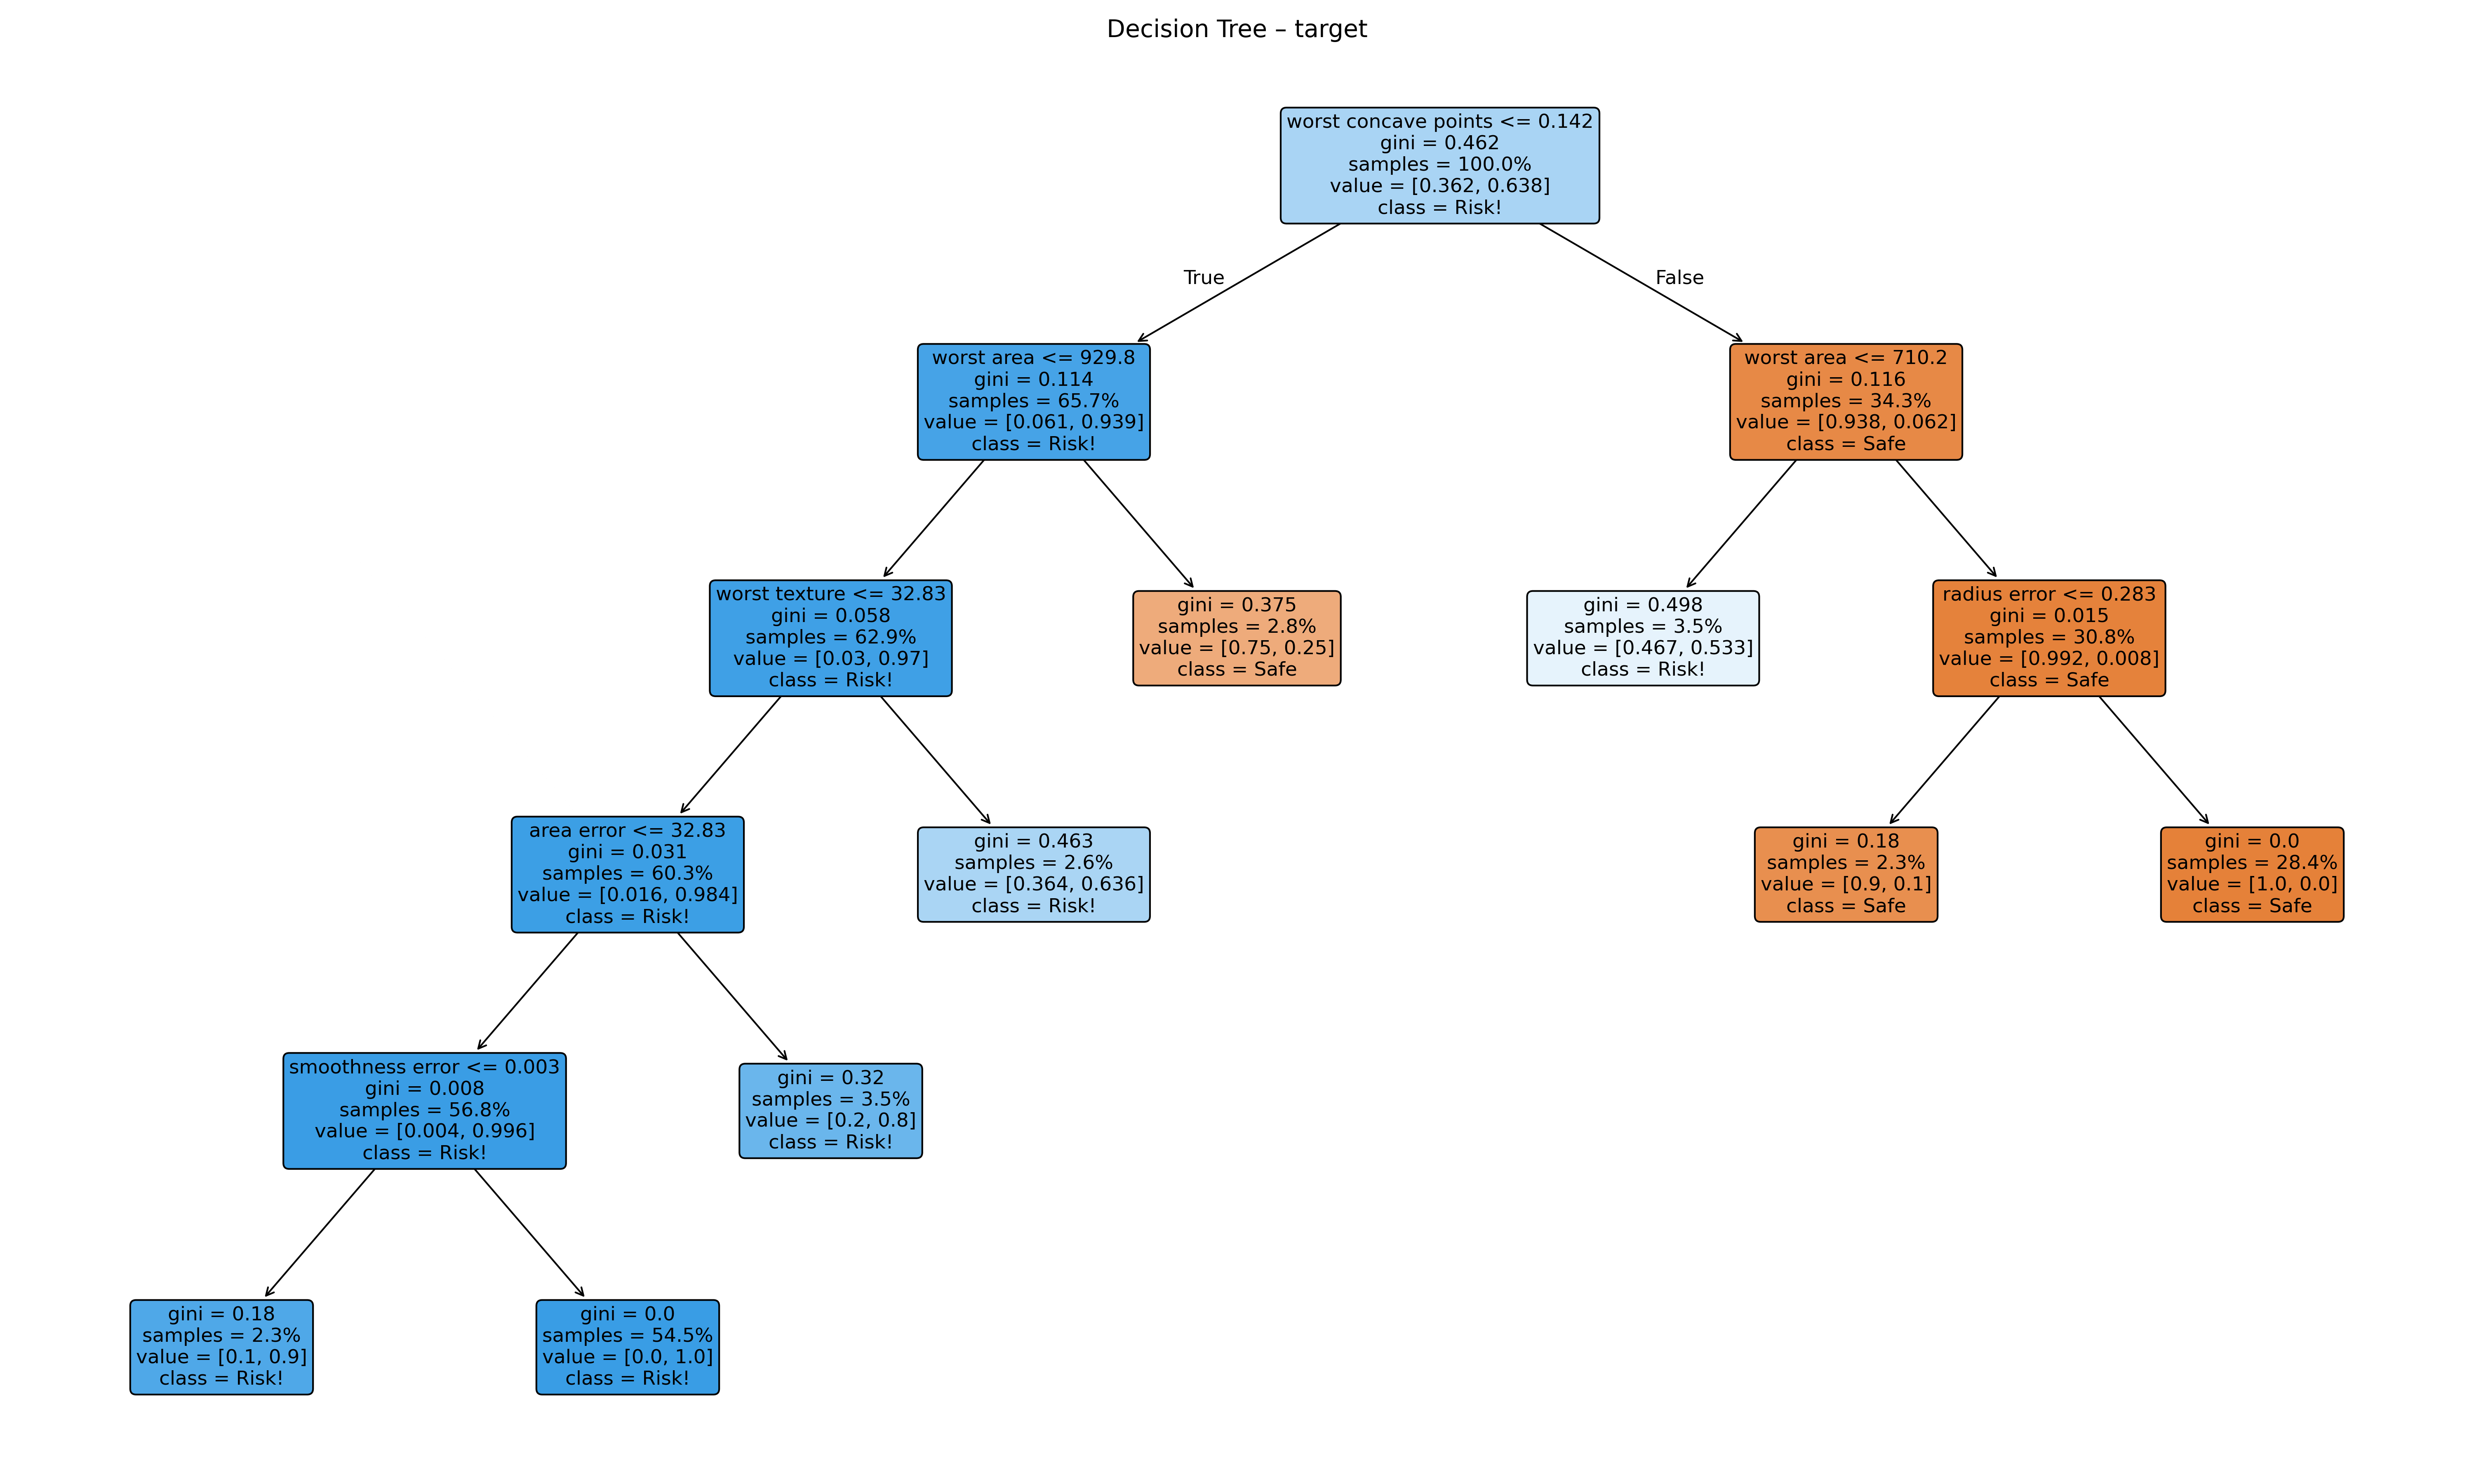 Decision Tree – target
worst concave points <= 0.142
gini = 0.462
samples = 100.0%
value = [0.362, 0.638]
class = Risk!
True
False
worst area <= 929.8
gini = 0.114
samples = 65.7%
value = [0.061, 0.939]
class = Risk!
worst area <= 710.2
gini = 0.116
samples = 34.3%
value = [0.938, 0.062]
class = Safe
worst texture <= 32.83
gini = 0.058
samples = 62.9%
value = [0.03, 0.97]
class = Risk!
gini = 0.375
samples = 2.8%
value = [0.75, 0.25]
class = Safe
gini = 0.498
samples = 3.5%
value = [0.467, 0.533]
class = Risk!
radius error <= 0.283
gini = 0.015
samples = 30.8%
value = [0.992, 0.008]
class = Safe
area error <= 32.83
gini = 0.031
samples = 60.3%
value = [0.016, 0.984]
class = Risk!
gini = 0.463
samples = 2.6%
value = [0.364, 0.636]
class = Risk!
gini = 0.18
samples = 2.3%
value = [0.9, 0.1]
class = Safe
gini = 0.0
samples = 28.4%
value = [1.0, 0.0]
class = Safe
smoothness error <= 0.003
gini = 0.008
samples = 56.8%
value = [0.004, 0.996]
class = Risk!
gini = 0.32
samples = 3.5%
value = [0.2, 0.8]
class = Risk!
gini = 0.18
samples = 2.3%
value = [0.1, 0.9]
class = Risk!
gini = 0.0
samples = 54.5%
value = [0.0, 1.0]
class = Risk!